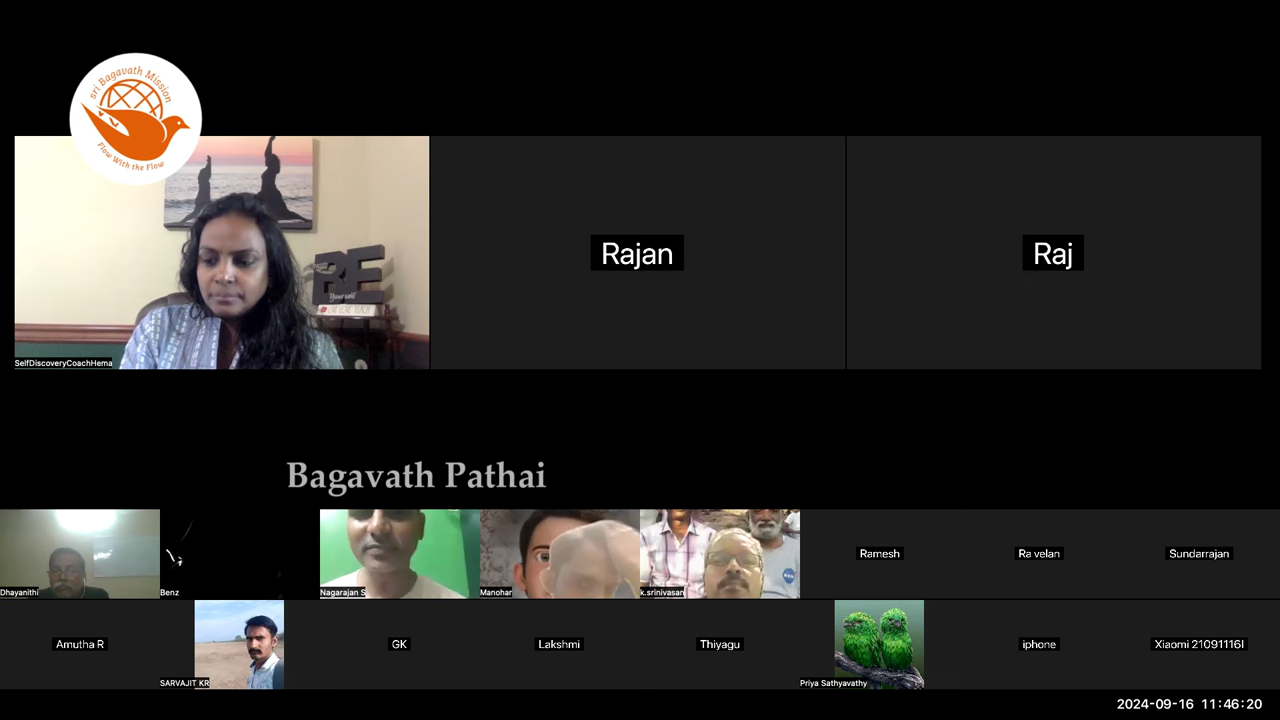 sri Bagavath Mission
Flow With the Flow
BE
Yourself
SelfDiscoveryCoachHema
Rajan
Raj
Bagavath Pathai
Dhayanithi
Benz
Nagarajan S
Manohar
k.srinivasan
Ramesh
Ra velan
Sundarrajan
Amutha R
SARVAJIT KR
GK
Lakshmi
Thiyagu
Priya Sathyavathy
iphone
Xiaomi 21091116I
2024-09-16 11:46:20